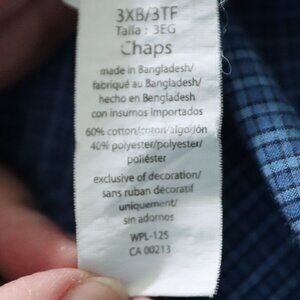 3XB/3TF
Talla : 3EG
Chaps
made in Bangladesh/
fabriqué au Bangladesh/
hecho en Bangladesh
con insumos importados
60% cotton/coton/algodón
40% polyester/polyester/
poliéster
exclusive of decoration/
sans ruban décoratif
uniquement/
sin adornos
WPL-125
CA 00213